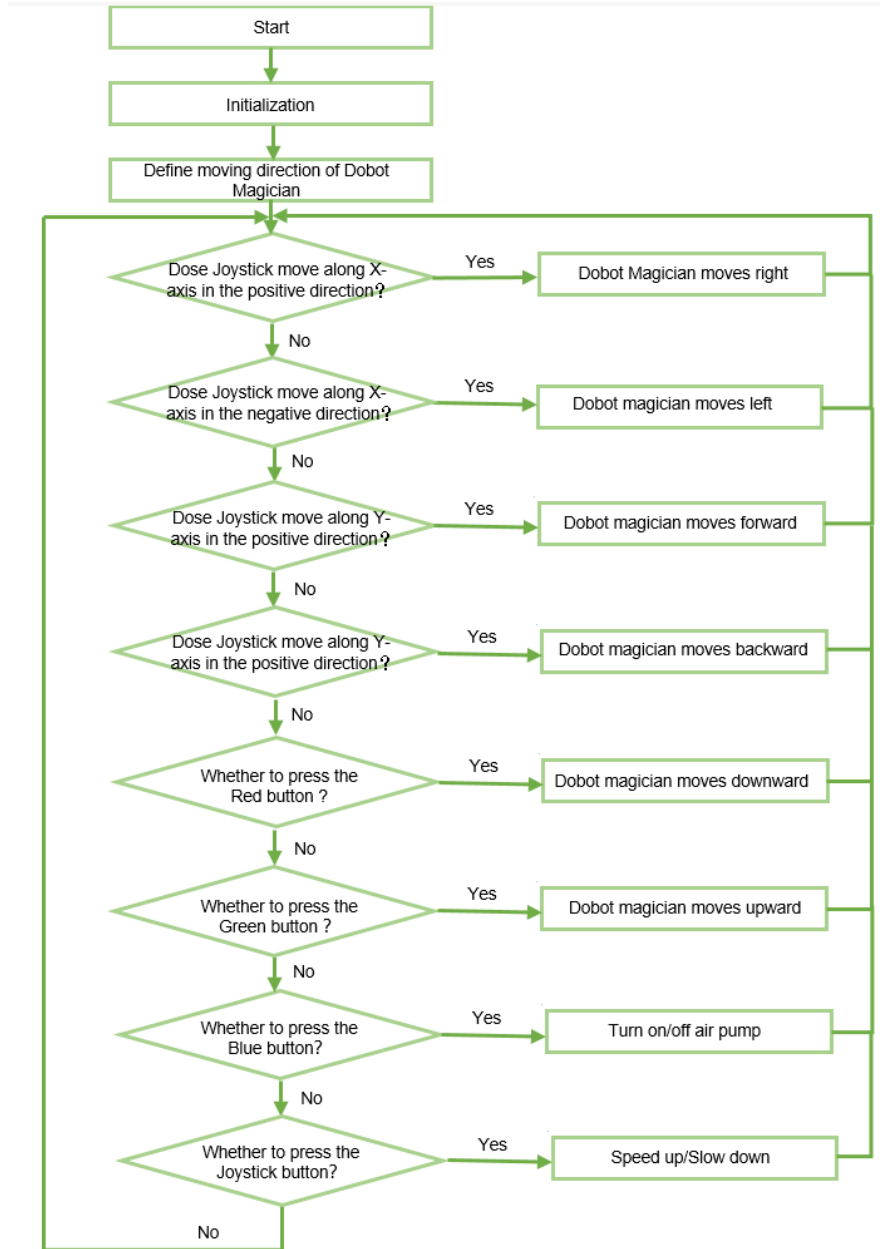 Start
Initialization
Define moving direction of Dobot
Magician
Dose Joystick move along X-
axis in the positive direction？
Yes
Dobot Magician moves right
No
Dose Joystick move along X-
axis in the negative direction？
Yes
Dobot magician moves left
No
Dose Joystick move along Y-
axis in the positive direction？
Yes
Dobot magician moves forward
No
Dose Joystick move along Y-
axis in the positive direction？
Yes
Dobot magician moves backward
No
Whether to press the
Red button ?
Yes
Dobot magician moves downward
No
Whether to press the
Green button ?
Yes
Dobot magician moves upward
No
Whether to press the
Blue button?
Yes
Turn on/off air pump
No
Whether to press the
Joystick button?
Yes
Speed up/Slow down
No